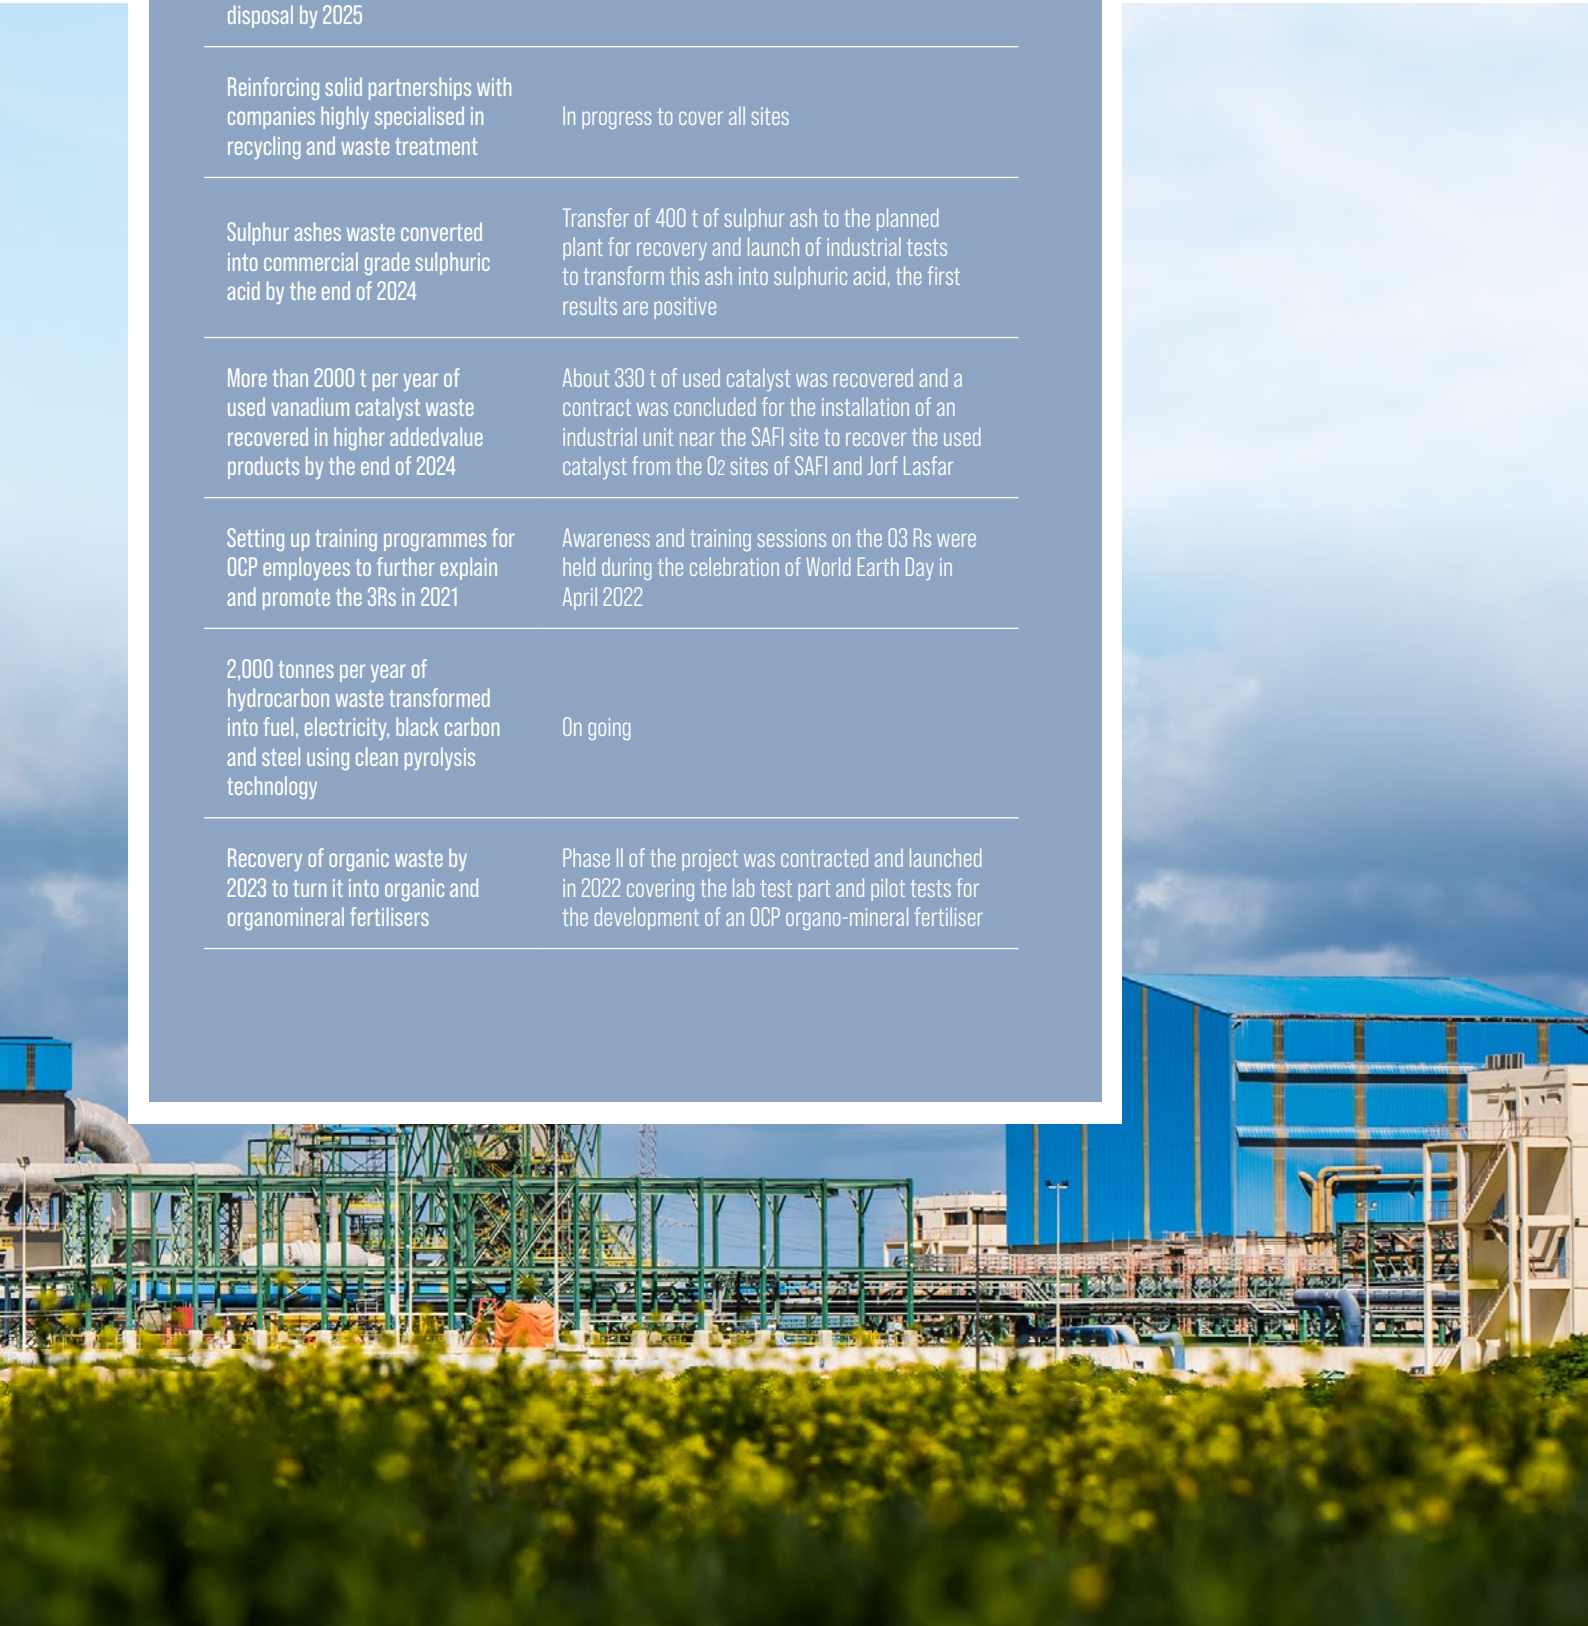 disposal by 2025
Reinforcing solid partnerships with
companies highly specialised in
recycling and waste treatment
In progress to cover all sites
Sulphur ashes waste converted
into commercial grade sulphuric
acid by the end of 2024
Transfer of 400 t of sulphur ash to the planned
plant for recovery and launch of industrial tests
to transform this ash into sulphuric acid, the first
results are positive
More than 2000 t per year of
used vanadium catalyst waste
recovered in higher addedvalue
products by the end of 2024
About 330 t of used catalyst was recovered and a
contract was concluded for the installation of an
industrial unit near the SAFI site to recover the used
catalyst from the 02 sites of SAFI and Jorf Lasfar
Setting up training programmes for
OCP employees to further explain
and promote the 3Rs in 2021
Awareness and training sessions on the 03 Rs were
held during the celebration of World Earth Day in
April 2022
2,000 tonnes per year of
hydrocarbon waste transformed
into fuel, electricity, black carbon
and steel using clean pyrolysis
technology
On going
Recovery of organic waste by
2023 to turn it into organic and
organomineral fertilisers
Phase II of the project was contracted and launched
in 2022 covering the lab test part and pilot tests for
the development of an OCP organo-mineral fertiliser